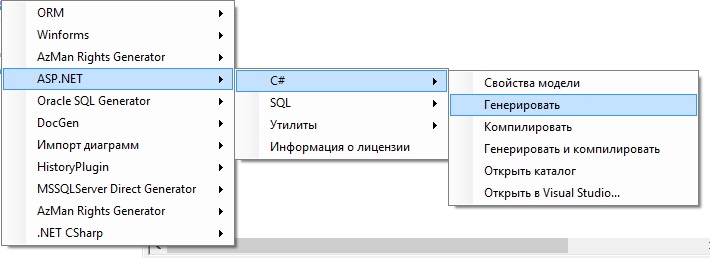 ORM
Winforms
AzMan Rights Generator
ASP.NET
Oracle SQL Generator
DocGen
Импорт диаграмм
HistoryPlugin
MSSQLServer Direct Generator
AzMan Rights Generator
.NET CSharp
C#
SQL
Утилиты
Информация о лицензии
Свойства модели
Генерировать
Компилировать
Генерировать и компилировать
Открыть каталог
Открыть в Visual Studio...